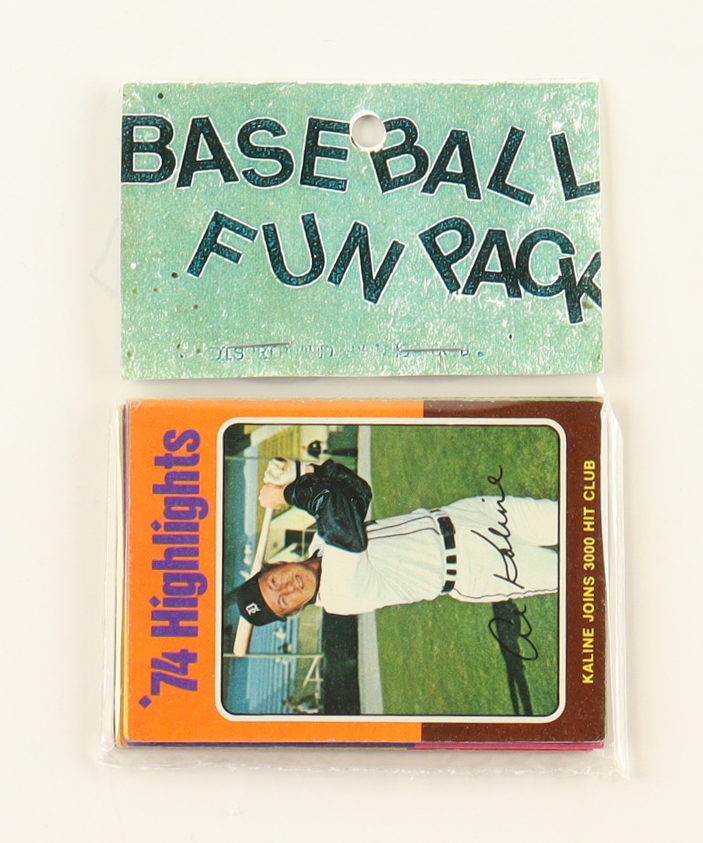 BASEBALL
FUN PACK
'74 Highlights
Al Kaline
KALINE JOINS 3000 HIT CLUB